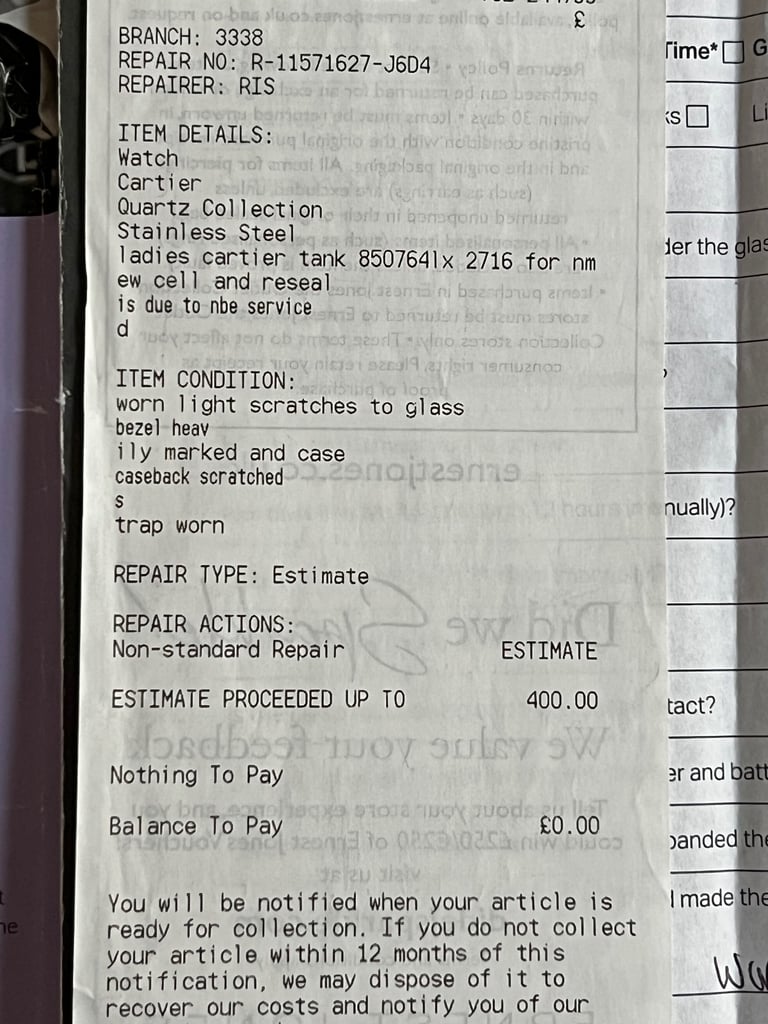 £
BRANCH: 3338
REPAIR NO: R-11571627-J6D4
REPAIRER: RIS
ITEM DETAILS:
Watch
Cartier
Quartz Collection
Stainless Steel
ladies cartier tank 850764lx 2716 for nm
ew cell and reseal
is due to nbe service
d
ITEM CONDITION:
worn light scratches to glass
bezel heav
ily marked and case
caseback scratched
s
trap worn
REPAIR TYPE: Estimate
REPAIR ACTIONS:
Non-standard Repair ESTIMATE
ESTIMATE PROCEEDED UP TO 400.00
Nothing To Pay
Balance To Pay £0.00
You will be notified when your article is
ready for collection. If you do not collect
your article within 12 months of this
notification, we may dispose of it to
recover our costs and notify you of our
Time*
G
Li
der the glas
nually)?
tact?
er and batt
panded the
I made the